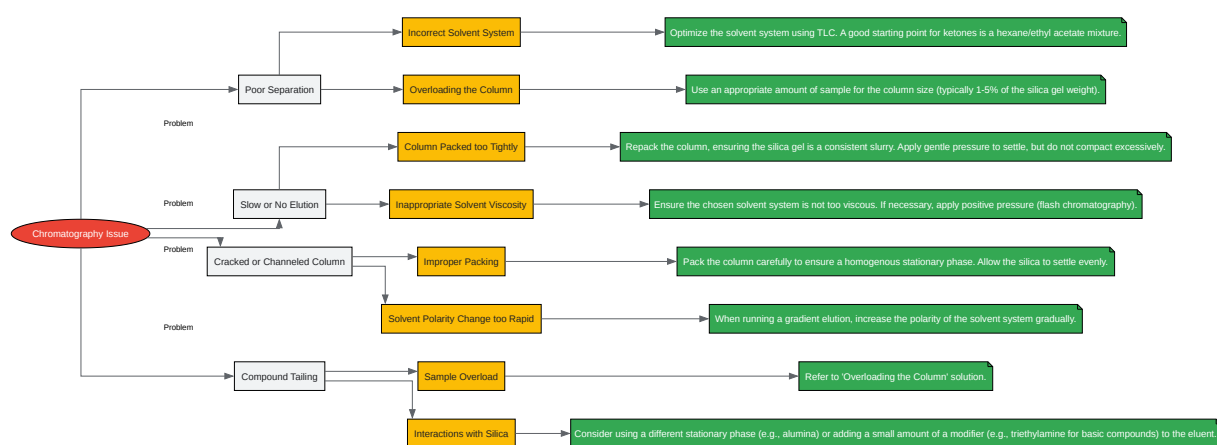 Incorrect Solvent System
Optimize the solvent system using TLC. A good starting point for ketones is a hexane/ethyl acetate mixture.
Poor Separation
Overloading the Column
Use an appropriate amount of sample for the column size (typically 1-5% of the silica gel weight).
Problem
Column Packed too Tightly
Repack the column, ensuring the silica gel is a consistent slurry. Apply gentle pressure to settle, but do not compact excessively.
Problem
Slow or No Elution
Inappropriate Solvent Viscosity
Ensure the chosen solvent system is not too viscous. If necessary, apply positive pressure (flash chromatography).
Chromatography Issue
Problem
Cracked or Channeled Column
Improper Packing
Pack the column carefully to ensure a homogenous stationary phase. Allow the silica to settle evenly.
Solvent Polarity Change too Rapid
When running a gradient elution, increase the polarity of the solvent system gradually.
Problem
Compound Tailing
Sample Overload
Refer to 'Overloading the Column' solution.
Interactions with Silica
Consider using a different stationary phase (e.g., alumina) or adding a small amount of a modifier (e.g., triethylamine for basic compounds) to the eluent.